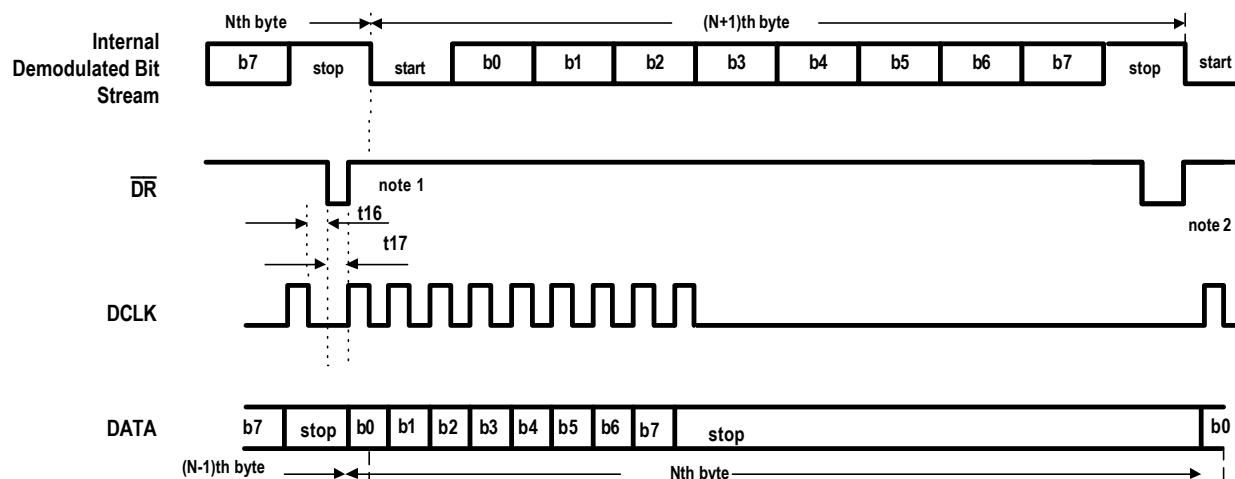 Nth byte (N+1)th byte
Internal
Demodulated Bit
Stream
b7 stop start b0 b1 b2 b3 b4 b5 b6 b7 stop start
DR note 1
t16 note 2
t17
DCLK
DATA b7 stop b0 b1 b2 b3 b4 b5 b6 b7 stop b0
(N-1)th byte Nth byte